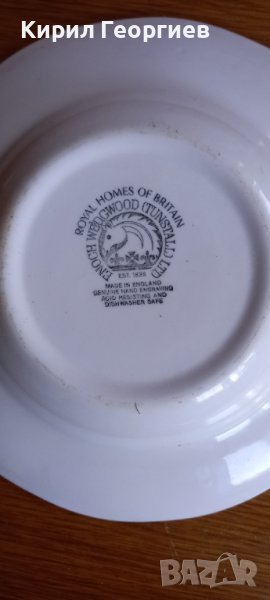 Кирил Георгиев
ROYAL HOMES OF BRITAIN
ENOCH WEDGWOOD (TUNSTALL) LTD
EST. 1835
MADE IN ENGLAND
GENUINE HAND ENGRAVING
ACID RESISTING AND
DISHWASHER SAFE
BAZAR